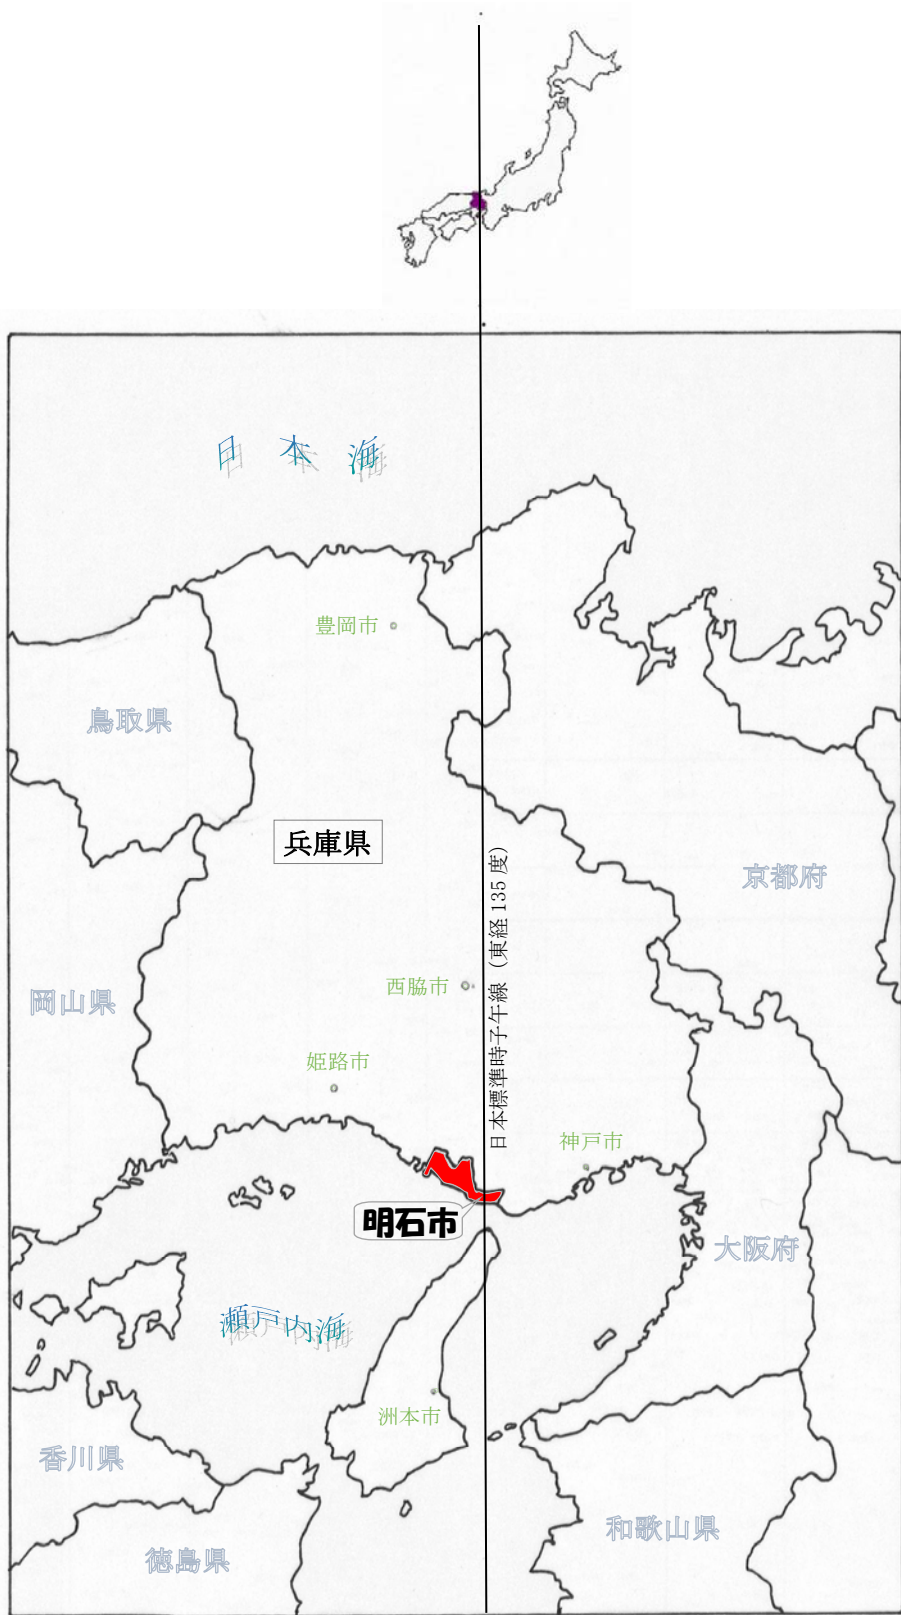 日本海
豊岡市
鳥取県
兵庫県
京都府
日本標準時子午線（東経 135 度）
西脇市
岡山県
姫路市
神戸市
明石市
大阪府
瀬戸内海
洲本市
香川県
和歌山県
徳島県